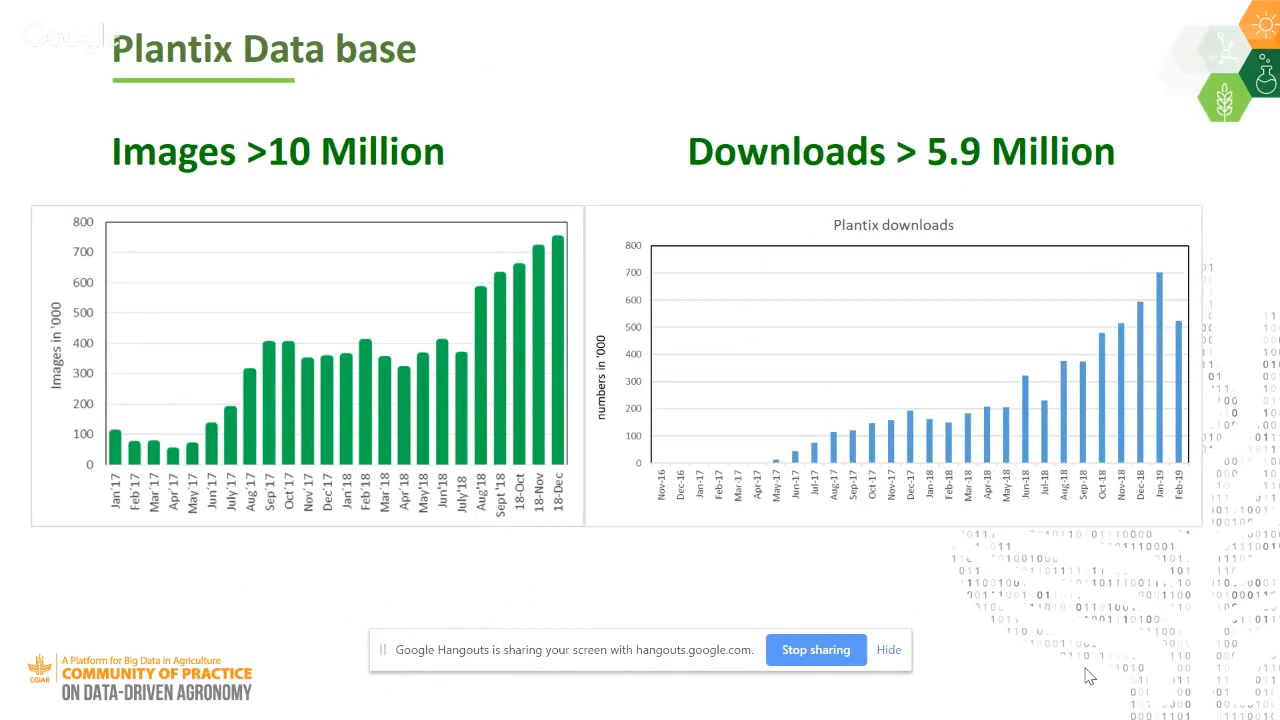 Google
Plantix Data base
Images >10 Million
Downloads > 5.9 Million
Images in '000
800
700
600
500
400
300
200
100
0
Jan'17
Feb'17
Mar'17
Apr'17
May'17
Jun'17
July'17
Aug'17
Sep'17
Oct'17
Nov'17
Dec'17
Jan'18
Feb'18
Mar'18
Apr'18
May'18
Jun'18
July'18
Aug'18
Sept'18
18-Oct
18-Nov
18-Dec
Plantix downloads
numbers in '000
800
700
600
500
400
300
200
100
0
Nov-16
Dec-16
Jan-17
Feb-17
Mar-17
Apr-17
May-17
Jun-17
Jul-17
Aug-17
Sep-17
Oct-17
Nov-17
Dec-17
Jan-18
Feb-18
Mar-18
Apr-18
May-18
Jun-18
Jul-18
Aug-18
Sep-18
Oct-18
Nov-18
Dec-18
Jan-19
Feb-19
Google Hangouts is sharing your screen with hangouts.google.com. Stop sharing Hide
CGIAR
A Platform for Big Data in Agriculture
COMMUNITY OF PRACTICE
ON DATA-DRIVEN AGRONOMY